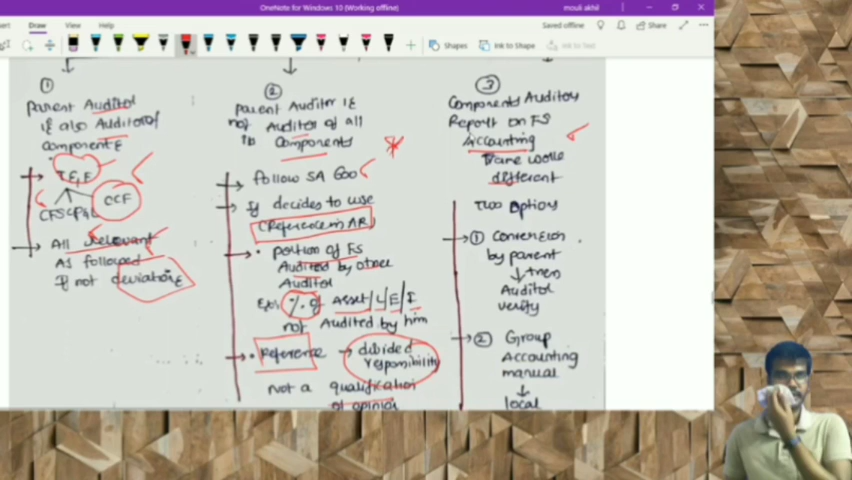 OneNote for Windows 10 (Working offline)
mouli akhil
Draw
View
Help
Saved offline
Share
Shapes
Ink to Shape
Ink to Text
①
Parent Auditor
is also Auditor of
components
CCF
All relevant
AS followed
If not deviations
②
Parent Auditor is
not Auditor of all
its components
Follow SA 600
If decides to use
(Reference in AR
• portion of FS
Audited by other
Auditor
% of Asset/L/E/I
not Audited by him
• Reference → divided
responsibility
not a qualification
of opinion
③
Components Auditors
Report on FS
Accounting
frame work
different
Two options
① Conversion
by parent
↓ then
Auditor
verify
② Group
Accounting
manual
↓
local